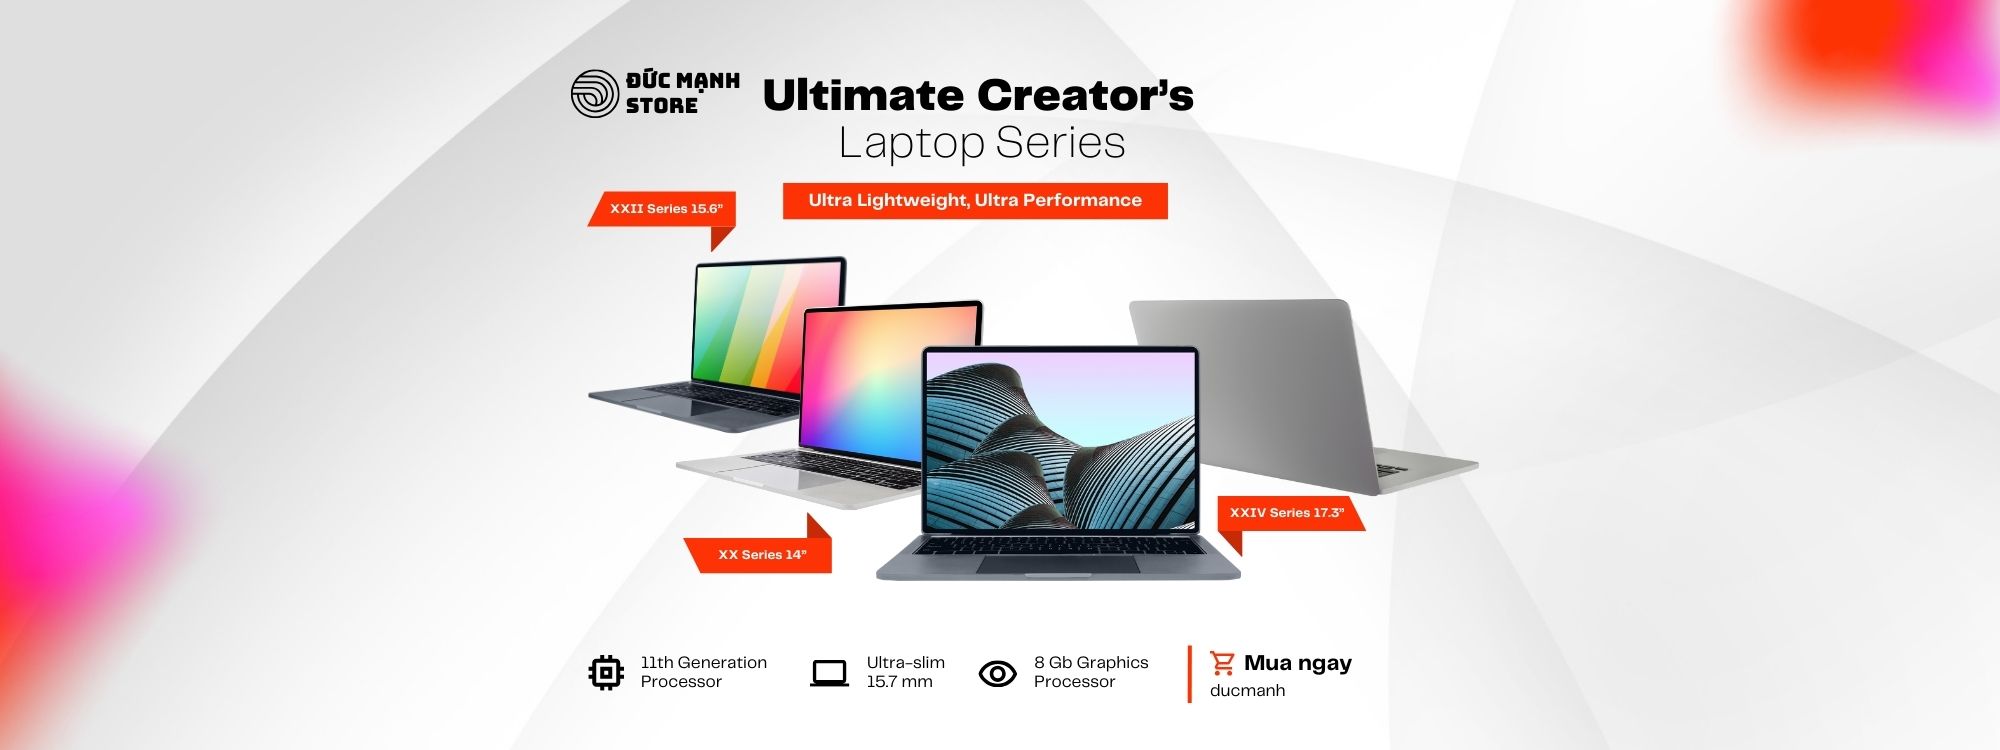 ĐỨC MẠNH
STORE
Ultimate Creator's
Laptop Series
Ultra Lightweight, Ultra Performance
XXII Series 15.6”
XX Series 14”
XXIV Series 17.3”
11th Generation
Processor
Ultra-slim
15.7 mm
8 Gb Graphics
Processor
Mua ngay
ducmanh